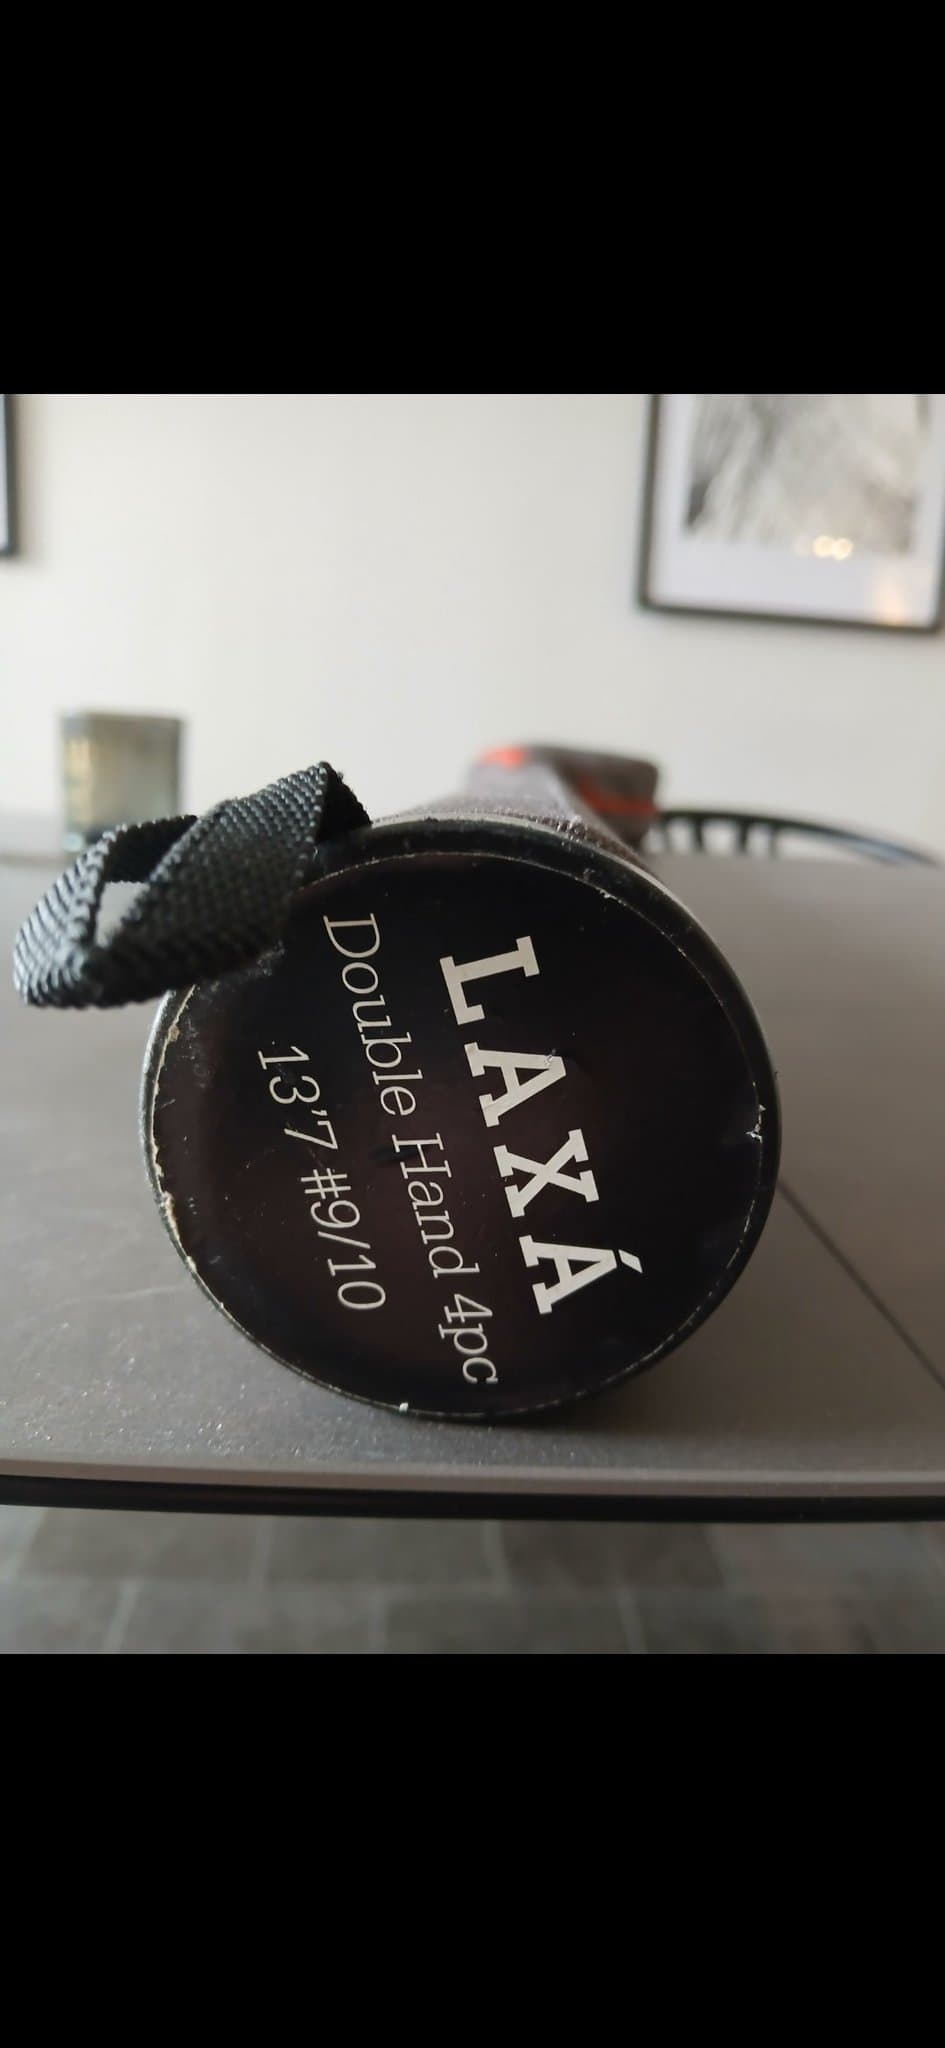 LAXÁ
Double Hand 4pc
13'7 #9/10